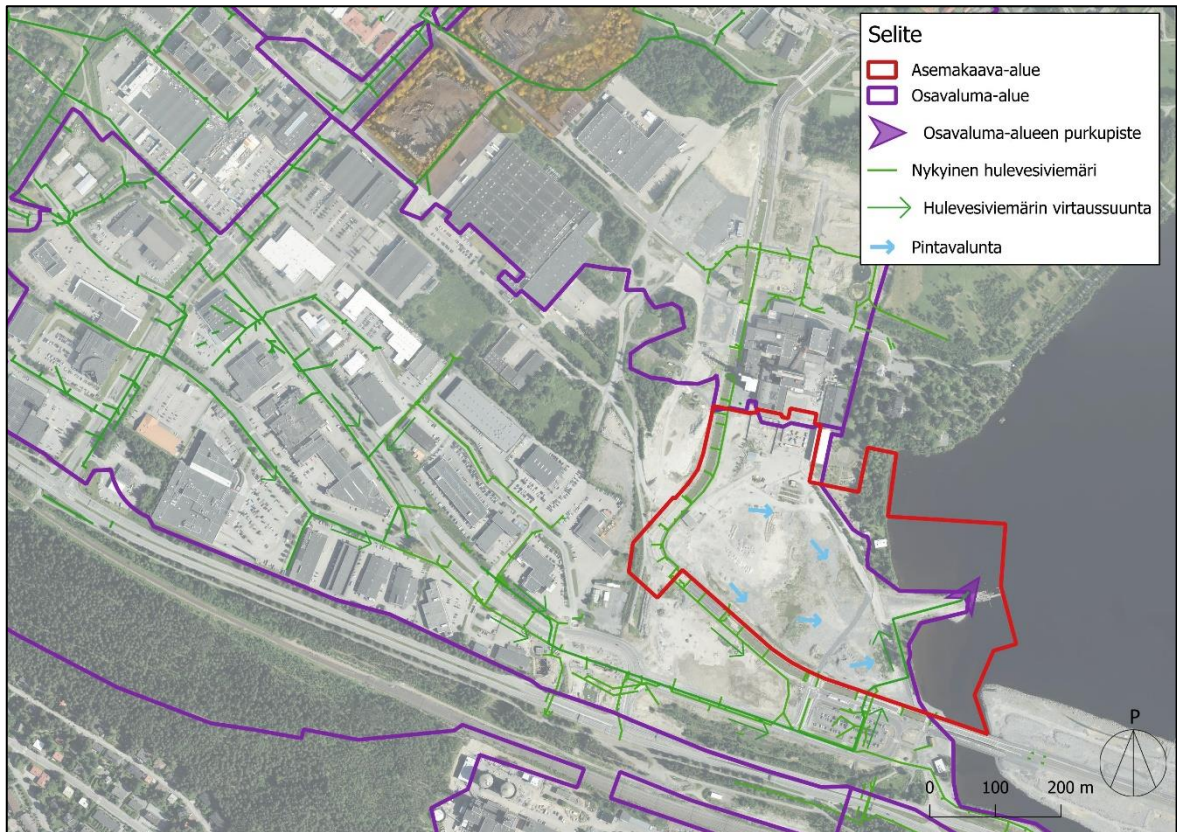 Selite
Asemakaava-alue
Osavaluma-alue
Osavaluma-alueen purkupiste
Nykyinen hulevesiviemäri
Hulevesiviemärin virtaussuunta
Pintavalunta
P
0 100 200 m